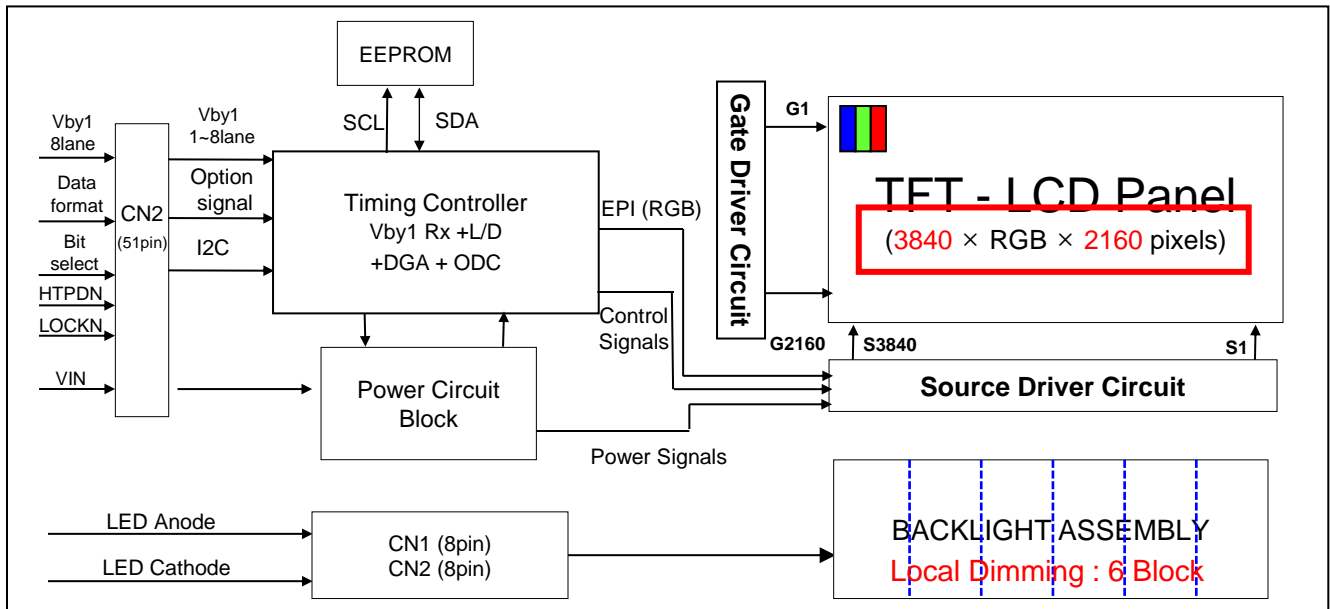 EEPROM
SCL
SDA
Vby1
8lane
Data
format
Bit
select
HTPDN
LOCKN
VIN
CN2
(51pin)
Vby1
1~8lane
Option
signal
I2C
Timing Controller
Vby1 Rx +L/D
+DGA + ODC
EPI (RGB)
Control
Signals
Power Circuit
Block
Power Signals
Gate Driver Circuit
G1
G2160
TFT - LCD Panel
(3840 × RGB × 2160 pixels)
S3840
S1
Source Driver Circuit
LED Anode
LED Cathode
CN1 (8pin)
CN2 (8pin)
BACKLIGHT ASSEMBLY
Local Dimming : 6 Block